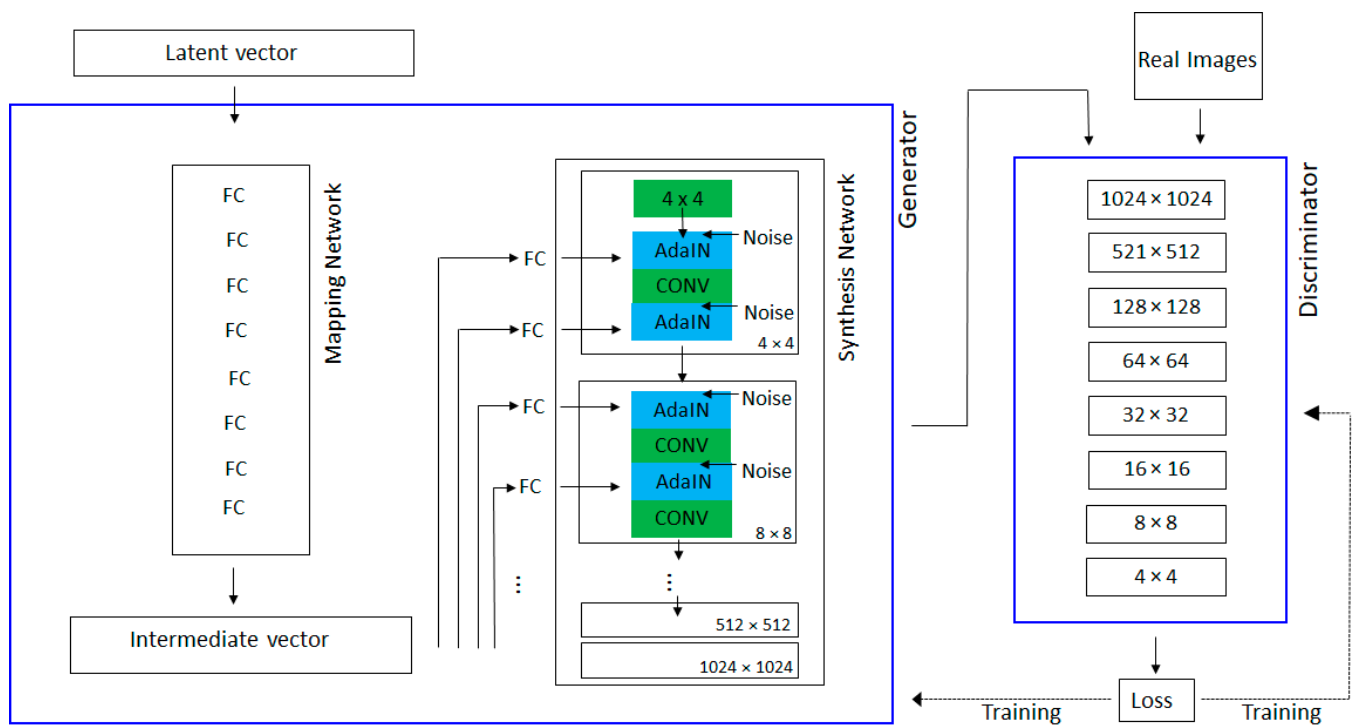 Latent vector
Generator
Mapping Network
FC
FC
FC
FC
FC
FC
FC
FC
Intermediate vector
Synthesis Network
4 x 4
Noise
AdaIN
FC
CONV
Noise
AdaIN
FC
4 × 4
Noise
AdaIN
FC
CONV
Noise
AdaIN
FC
CONV
8 × 8
...
...
512 × 512
1024 × 1024
Real Images
Discriminator
1024 × 1024
521 × 512
128 × 128
64 × 64
32 × 32
16 × 16
8 × 8
4 × 4
Loss
Training
Training